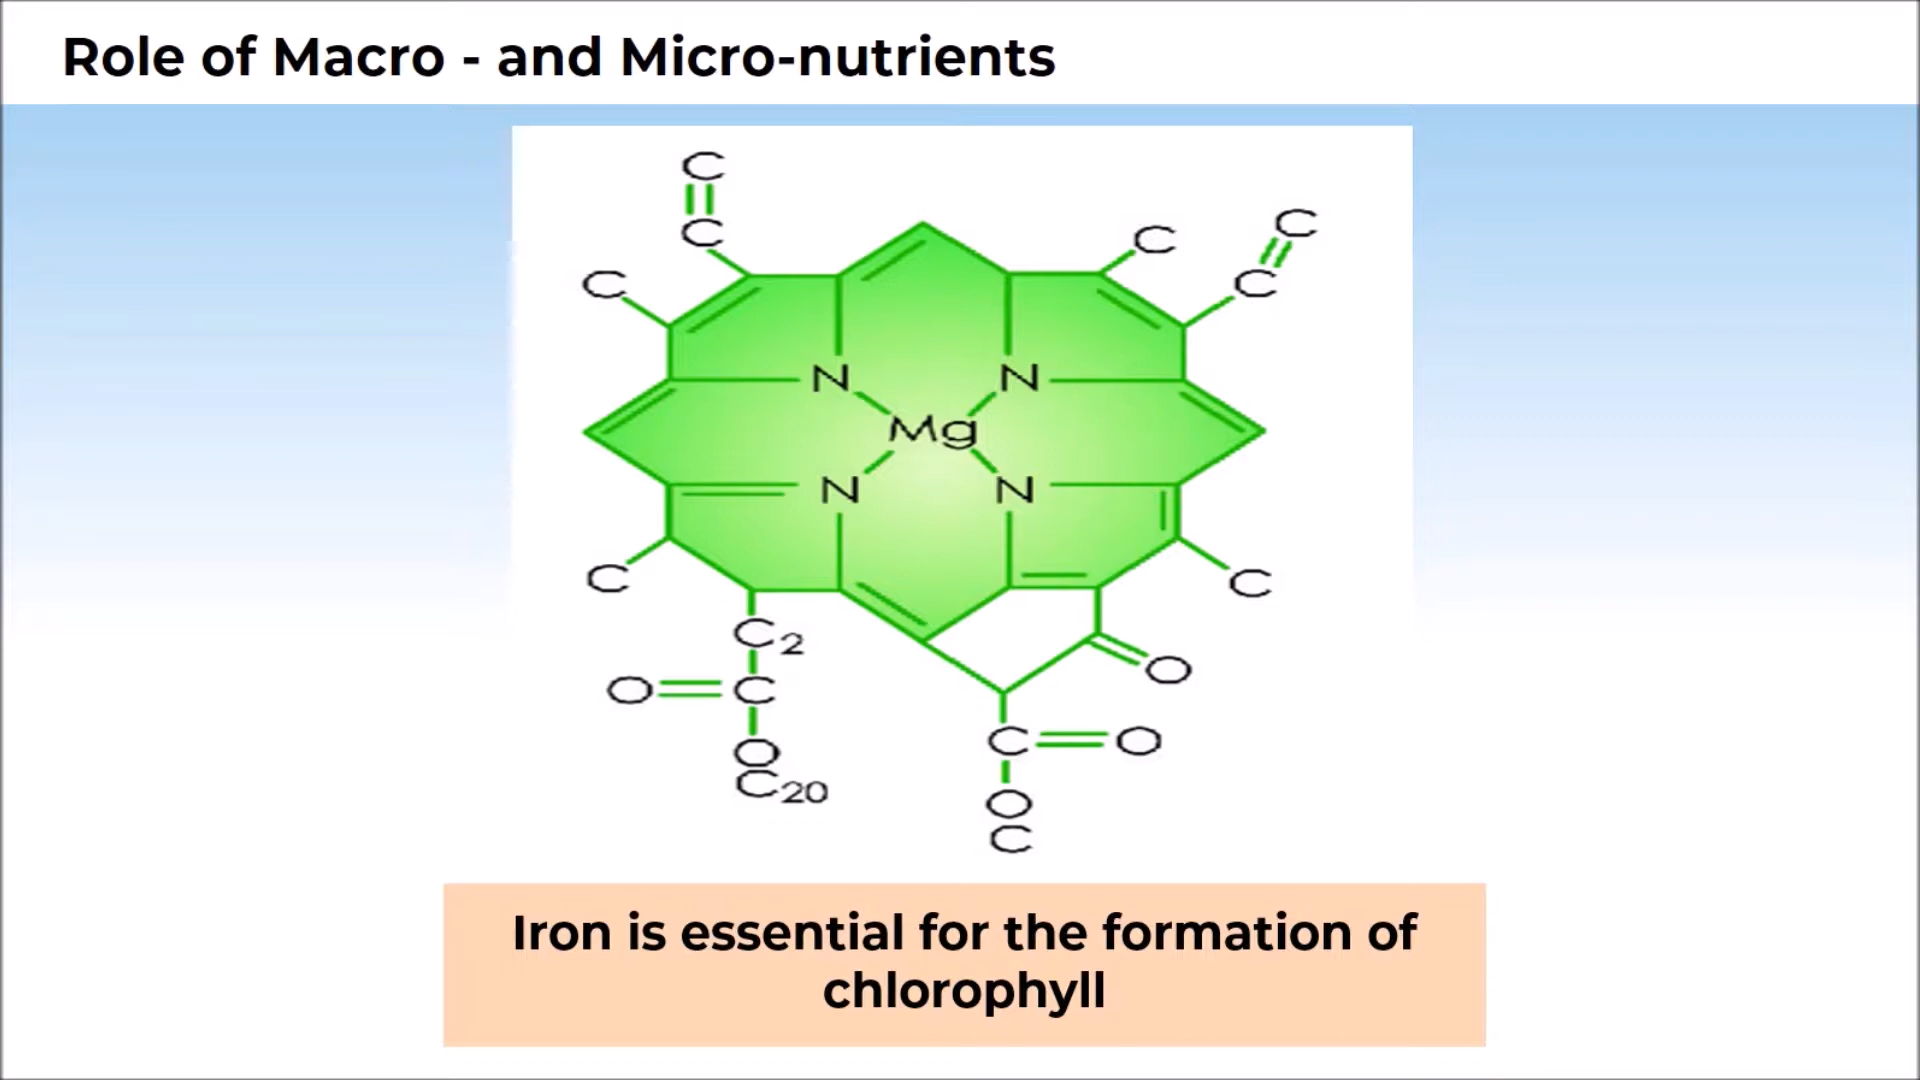 Role of Macro - and Micro-nutrients
C
C
C
C
C
C
N
N
Mg
N
N
C
C
C2
O
O
C
C
O
O
C20
O
C
Iron is essential for the formation of
chlorophyll